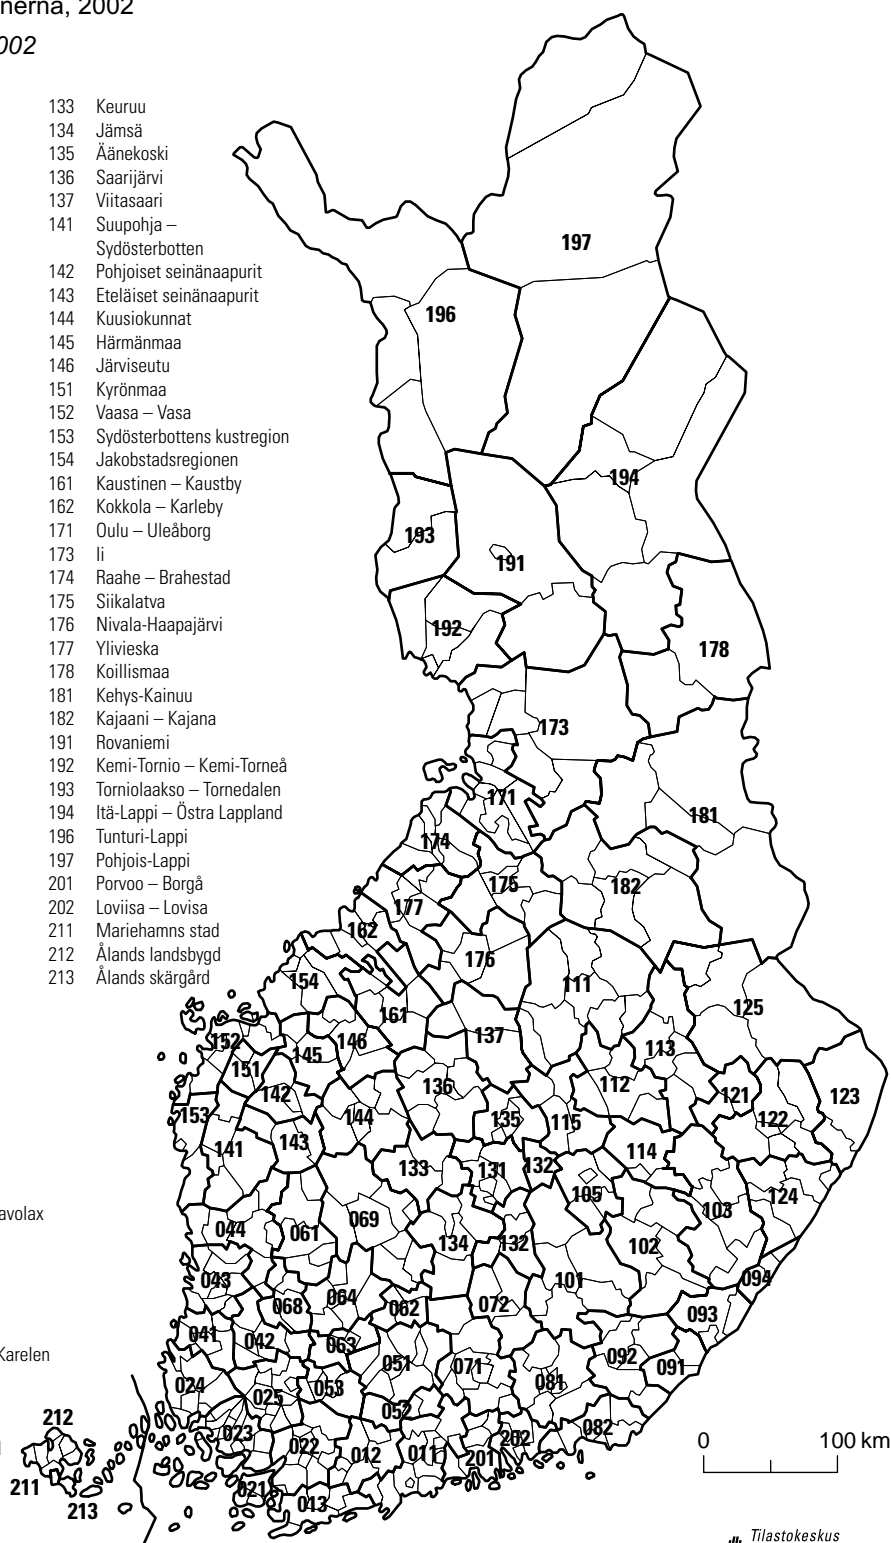 nerna, 2002
002
133 Keuruu
134 Jämsä
135 Äänekoski
136 Saarijärvi
137 Viitasaari
141 Suupohja –
Sydösterbotten
142 Pohjoiset seinänaapurit
143 Eteläiset seinänaapurit
144 Kuusiokunnat
145 Härmänmaa
146 Järviseutu
151 Kyrönmaa
152 Vaasa – Vasa
153 Sydösterbottens kustregion
154 Jakobstadsregionen
161 Kaustinen – Kaustby
162 Kokkola – Karleby
171 Oulu – Uleåborg
173 Ii
174 Raahe – Brahestad
175 Siikalatva
176 Nivala-Haapajärvi
177 Ylivieska
178 Koillismaa
181 Kehys-Kainuu
182 Kajaani – Kajana
191 Rovaniemi
192 Kemi-Tornio – Kemi-Torneå
193 Torniolaakso – Tornedalen
194 Itä-Lappi – Östra Lappland
196 Tunturi-Lappi
197 Pohjois-Lappi
201 Porvoo – Borgå
202 Loviisa – Lovisa
211 Mariehamns stad
212 Ålands landsbygd
213 Ålands skärgård
avolax
Karelen
197
196
194
193
191
192
178
173
171
181
174
175
182
177
162
176
154
111
125
161
152
145
146
137
113
151
142
136
112
121
123
153
144
135
115
122
141
143
133
131
132
114
105
124
103
044
061
069
134
132
102
043
101
094
068
064
062
072
093
041
042
063
051
071
092
091
024
025
053
081
052
023
022
012
011
202
201
082
021
013
212
211
213
0 100 km
Tilastokeskus